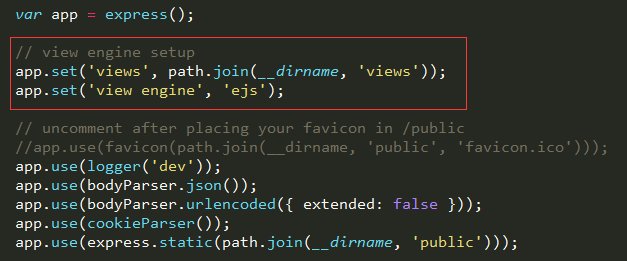 var app = express();
// view engine setup
app.set('views', path.join(__dirname, 'views'));
app.set('view engine', 'ejs');
// uncomment after placing your favicon in /public
//app.use(favicon(path.join(__dirname, 'public', 'favicon.ico')));
app.use(logger('dev'));
app.use(bodyParser.json());
app.use(bodyParser.urlencoded({ extended: false }));
app.use(cookieParser());
app.use(express.static(path.join(__dirname, 'public')));